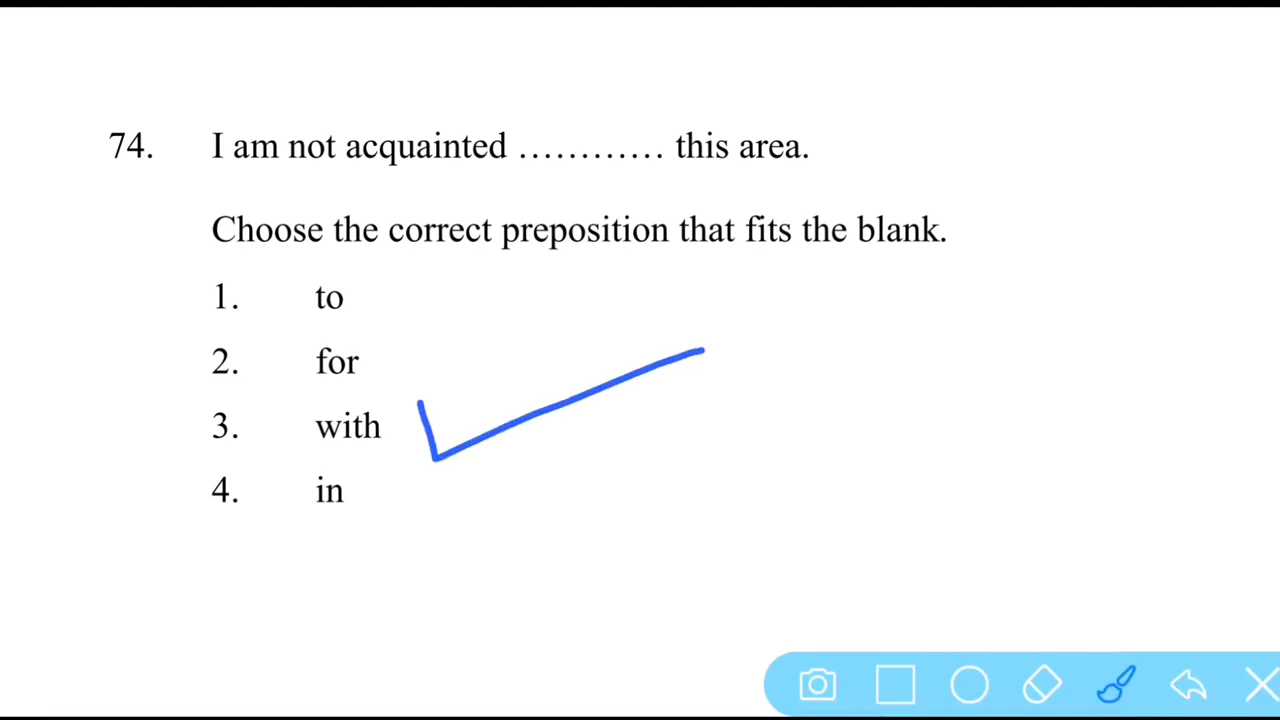 74. I am not acquainted ………… this area.
Choose the correct preposition that fits the blank.
1. to
2. for
3. with
4. in